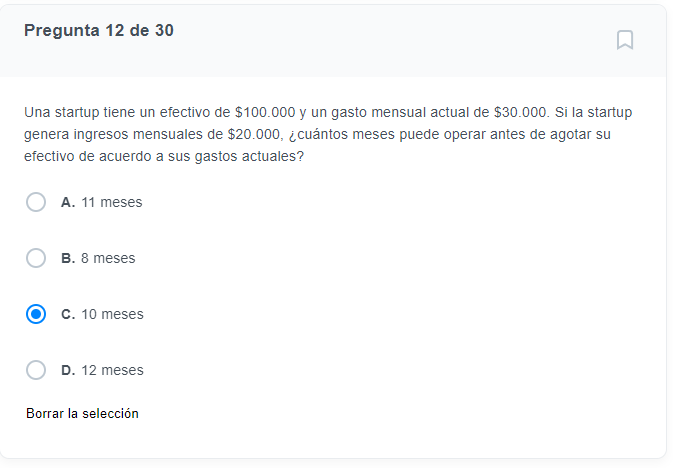 Pregunta 12 de 30
Una startup tiene un efectivo de $100.000 y un gasto mensual actual de $30.000. Si la startup
genera ingresos mensuales de $20.000, ¿cuántos meses puede operar antes de agotar su
efectivo de acuerdo a sus gastos actuales?
A. 11 meses
B. 8 meses
C. 10 meses
D. 12 meses
Borrar la selección